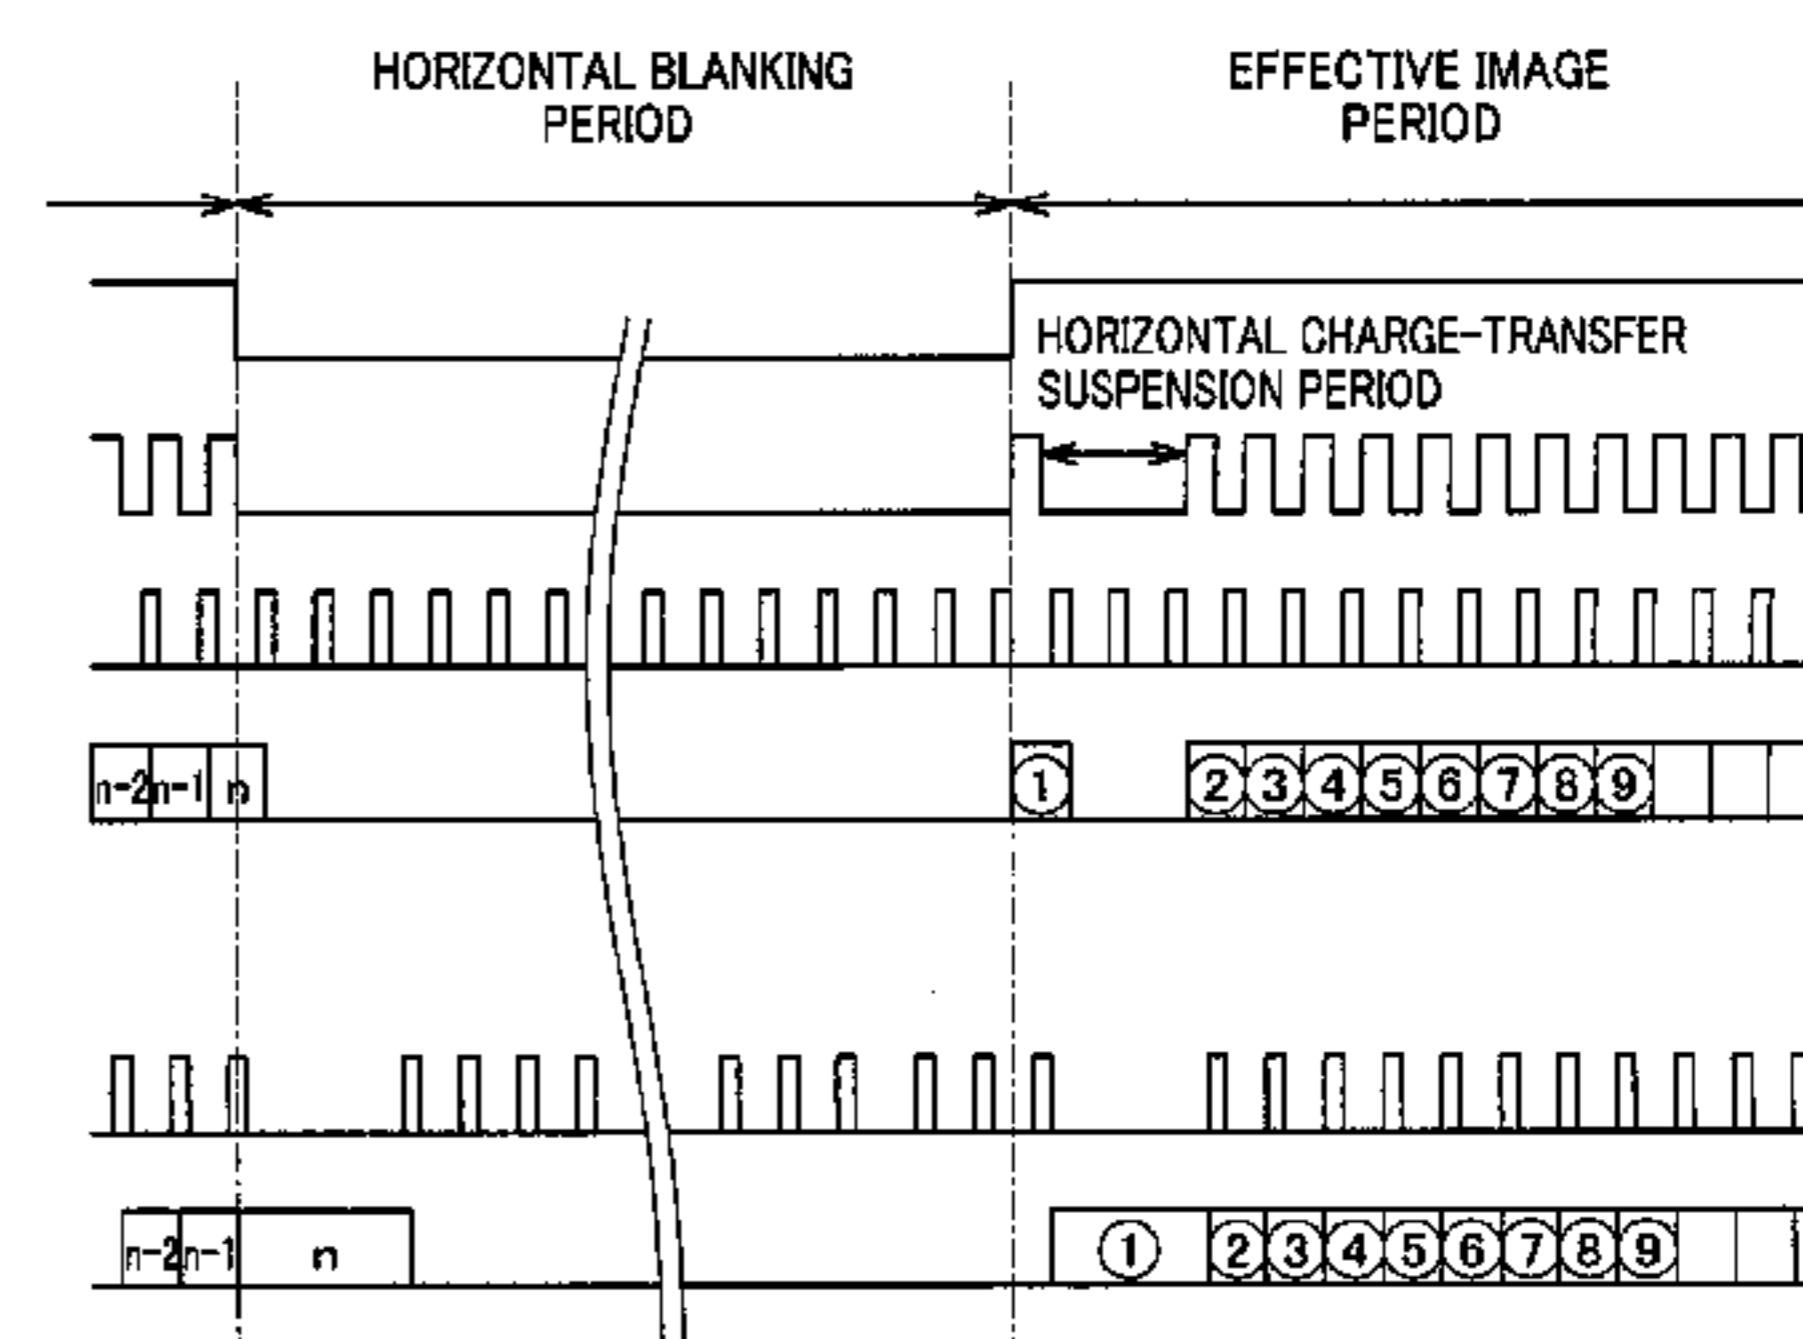 HORIZONTAL BLANKING
PERIOD
EFFECTIVE IMAGE
PERIOD
HORIZONTAL CHARGE-TRANSFER
SUSPENSION PERIOD
n-2 n-1 n ① ② ③ ④ ⑤ ⑥ ⑦ ⑧ ⑨
n-2 n-1 n ① ② ③ ④ ⑤ ⑥ ⑦ ⑧ ⑨